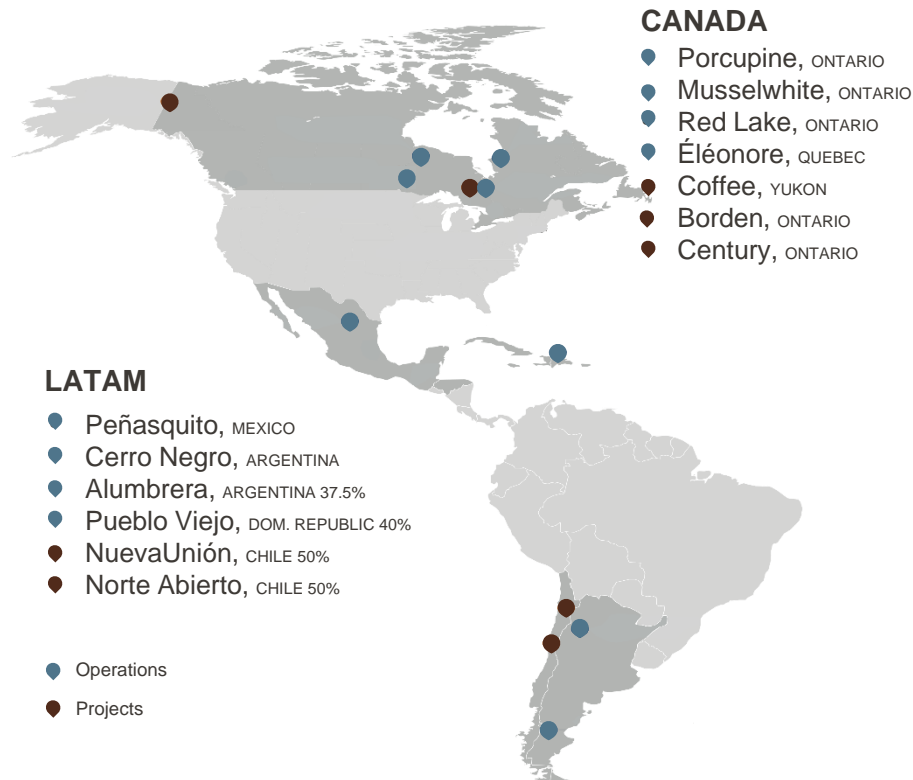 CANADA
Porcupine, ONTARIO
Musselwhite, ONTARIO
Red Lake, ONTARIO
Éléonore, QUEBEC
Coffee, YUKON
Borden, ONTARIO
Century, ONTARIO
LATAM
Peñasquito, MEXICO
Cerro Negro, ARGENTINA
Alumbrera, ARGENTINA 37.5%
Pueblo Viejo, DOM. REPUBLIC 40%
NuevaUnión, CHILE 50%
Norte Abierto, CHILE 50%
Operations
Projects